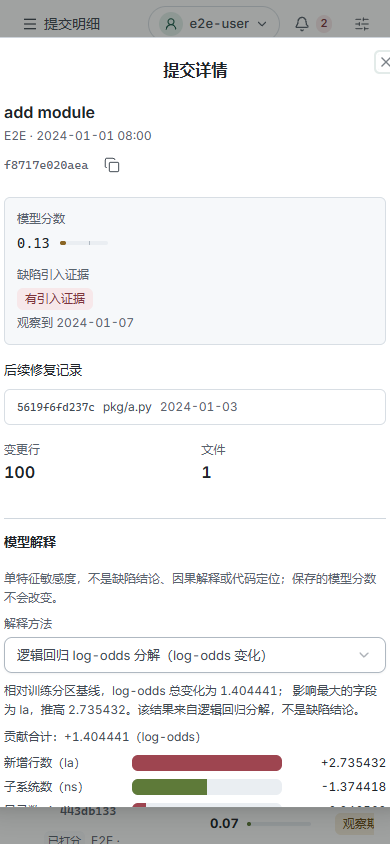 提交明细
e2e-user
2
提交详情
add module
E2E · 2024-01-01 08:00
f8717e020aea
模型分数
0.13
缺陷引入证据
有引入证据
观察到 2024-01-07
后续修复记录
5619f6fd237c pkg/a.py 2024-01-03
变更行 文件
100 1
模型解释
单特征敏感度，不是缺陷结论、因果解释或代码定位；保存的模型分数
不会改变。
解释方法
逻辑回归 log-odds 分解（log-odds 变化）
相对训练分区基线，log-odds 总变化为 1.404441； 影响最大的字段
为 la，推高 2.735432。该结果来自逻辑回归分解，不是缺陷结论。
贡献合计：+1.404441（log-odds）
新增行数（la） +2.735432
子系统数（ns） -1.374418
443db133
0.07 观察期
已打分 E2E ·